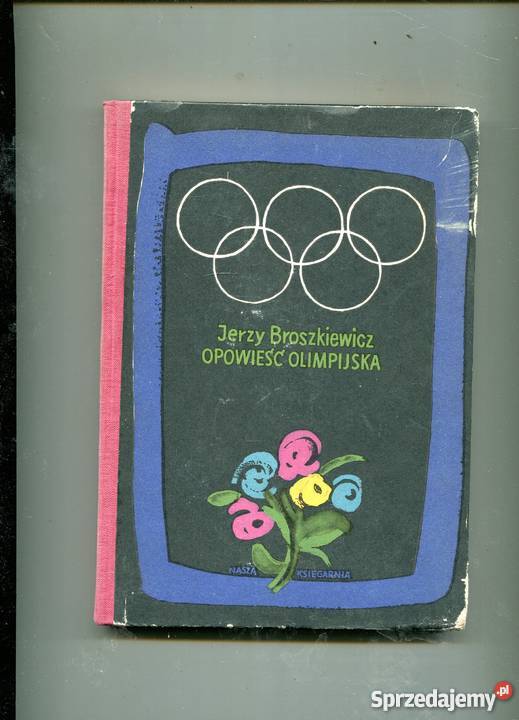 Jerzy Broszkiewicz
OPOWIEŚĆ OLIMPIJSKA
NASZA KSIĘGARNIA
Sprzedajemy.pl